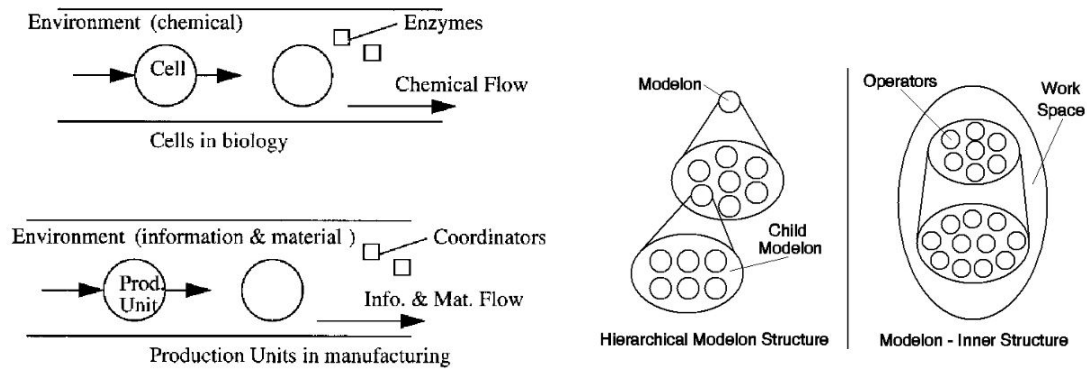 Environment (chemical)
Enzymes
Cell
Chemical Flow
Cells in biology
Environment (information & material )
Coordinators
Prod.
Unit
Info. & Mat. Flow
Production Units in manufacturing
Modelon
Child
Modelon
Hierarchical Modelon Structure
Operators
Work
Space
Modelon - Inner Structure